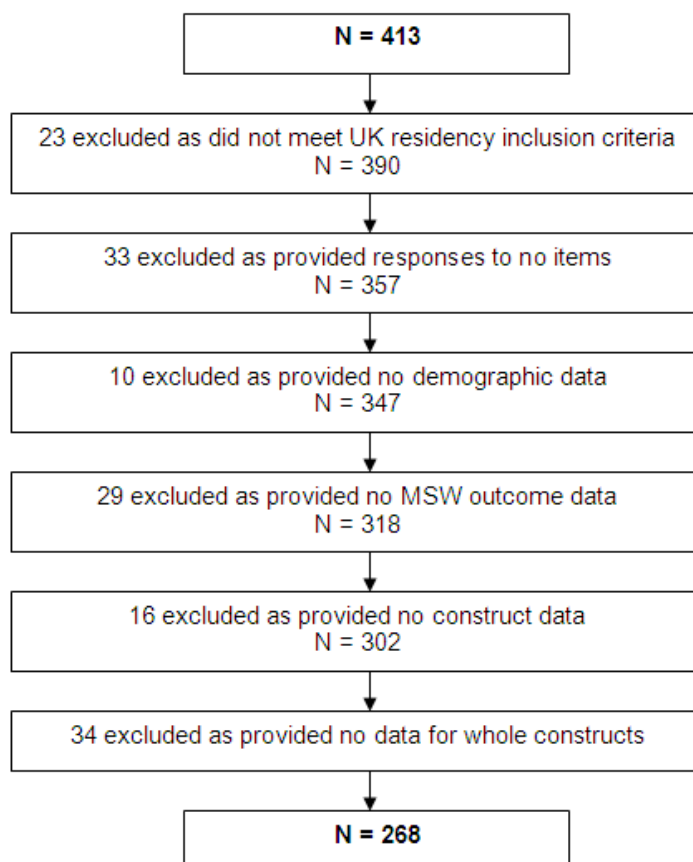 N = 413
23 excluded as did not meet UK residency inclusion criteria
N = 390
33 excluded as provided responses to no items
N = 357
10 excluded as provided no demographic data
N = 347
29 excluded as provided no MSW outcome data
N = 318
16 excluded as provided no construct data
N = 302
34 excluded as provided no data for whole constructs
N = 268